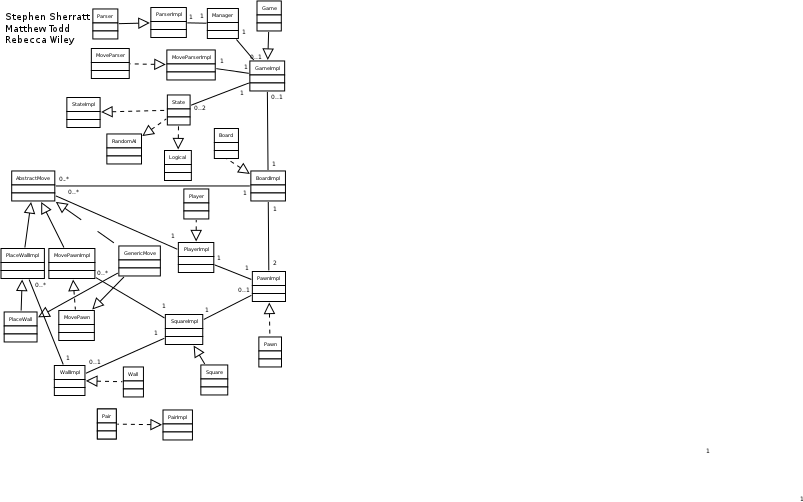 Stephen Sherratt
Matthew Todd
Rebecca Wiley
Parser
ParserImpl
1
1
Manager
Game
1
0..1
MoveParser
MoveParserImpl
1
1
GameImpl
1
0..1
StateImpl
State
0..2
RandomAI
Logical
Board
1
AbstractMove
0..*
0..*
1
BoardImpl
Player
1
1
PlaceWallImpl
MovePawnImpl
GenericMove
PlayerImpl
1
1
2
0..*
0..*
PawnImpl
0..1
PlaceWall
MovePawn
1
1
SquareImpl
1
1
0..1
Pawn
WallImpl
Wall
Square
Pair
PairImpl
1
1